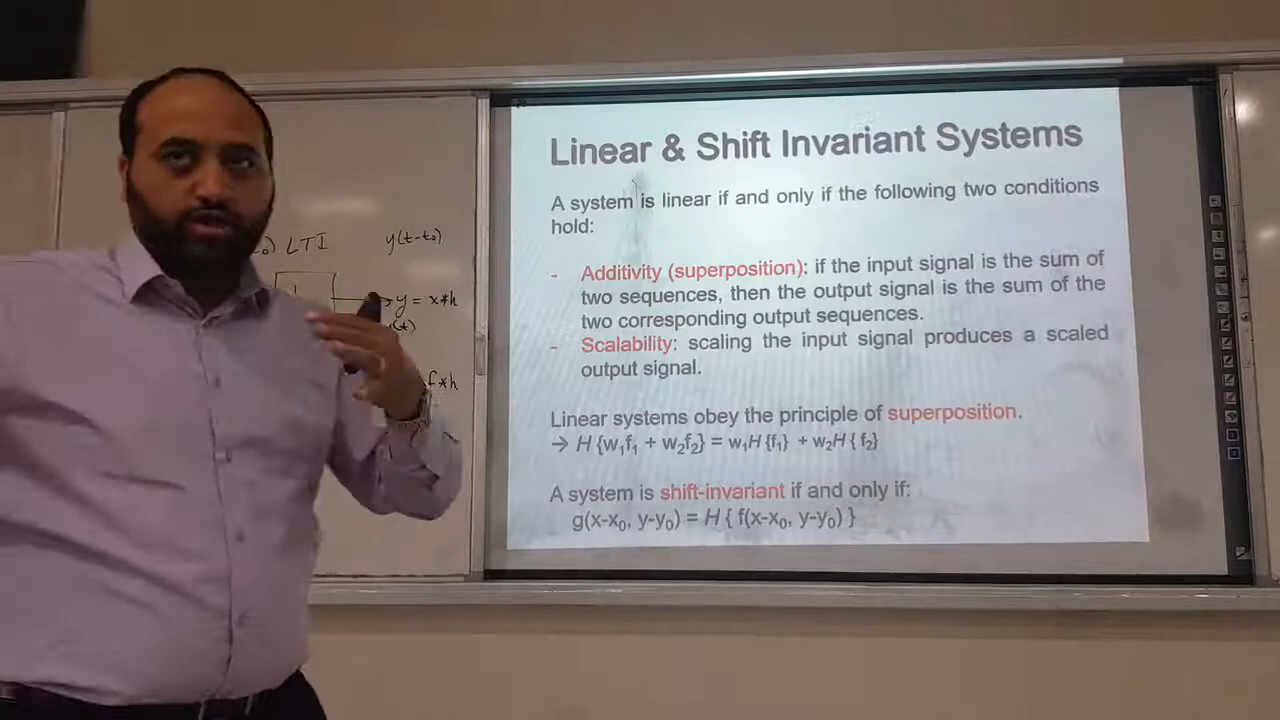 LTI
y(t-t₀)
y = x*h
f*h
Linear & Shift Invariant Systems
A system is linear if and only if the following two conditions
hold:
- Additivity (superposition): if the input signal is the sum of
two sequences, then the output signal is the sum of the
two corresponding output sequences.
- Scalability: scaling the input signal produces a scaled
output signal.
Linear systems obey the principle of superposition.
→ H {w₁f₁ + w₂f₂} = w₁H {f₁} + w₂H { f₂}
A system is shift-invariant if and only if:
g(x-x₀, y-y₀) = H { f(x-x₀, y-y₀) }